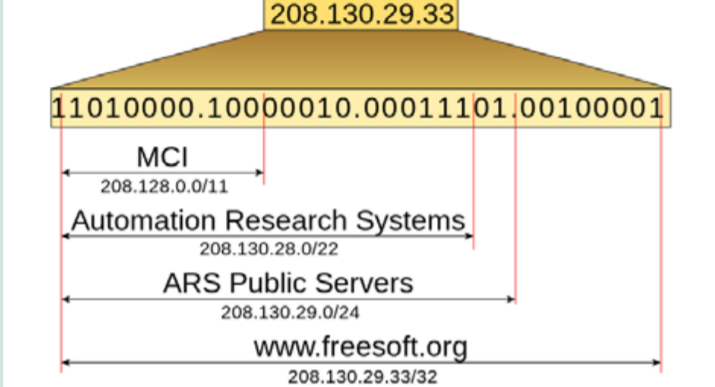 208.130.29.33
11010000.10000010.00011101.00100001
MCI
208.128.0.0/11
Automation Research Systems
208.130.28.0/22
ARS Public Servers
208.130.29.0/24
www.freesoft.org
208.130.29.33/32